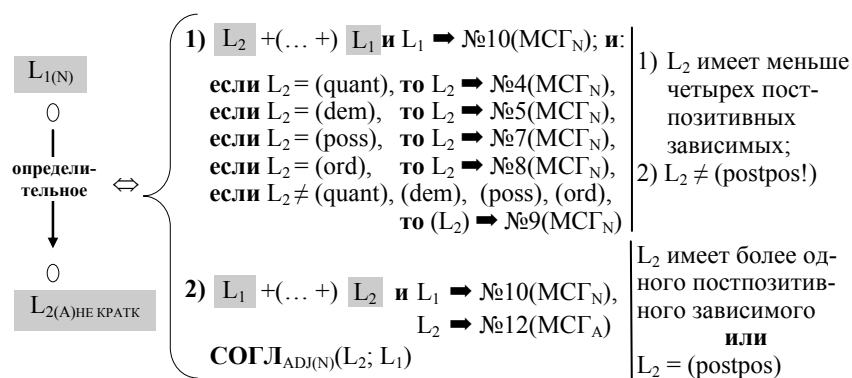 L1(N)
определи-
тельное
L2(A)НЕ КРАТК
⇔
1) L2 +(… +) L1 и L1 ➡ №10(МСГN); и:
если L2 = (quant), то L2 ➡ №4(МСГN),
если L2 = (dem), то L2 ➡ №5(МСГN),
если L2 = (poss), то L2 ➡ №7(МСГN),
если L2 = (ord), то L2 ➡ №8(МСГN),
если L2 ≠ (quant), (dem), (poss), (ord),
то (L2) ➡ №9(МСГN)
1) L2 имеет меньше
четырех пост-
позитивных
зависимых;
2) L2 ≠ (postpos!)
2) L1 +(… +) L2 и L1 ➡ №10(МСГN),
L2 ➡ №12(МСГA)
СОГЛADJ(N)(L2; L1)
L2 имеет более од-
ного постпозитив-
ного зависимого
или
L2 = (postpos)